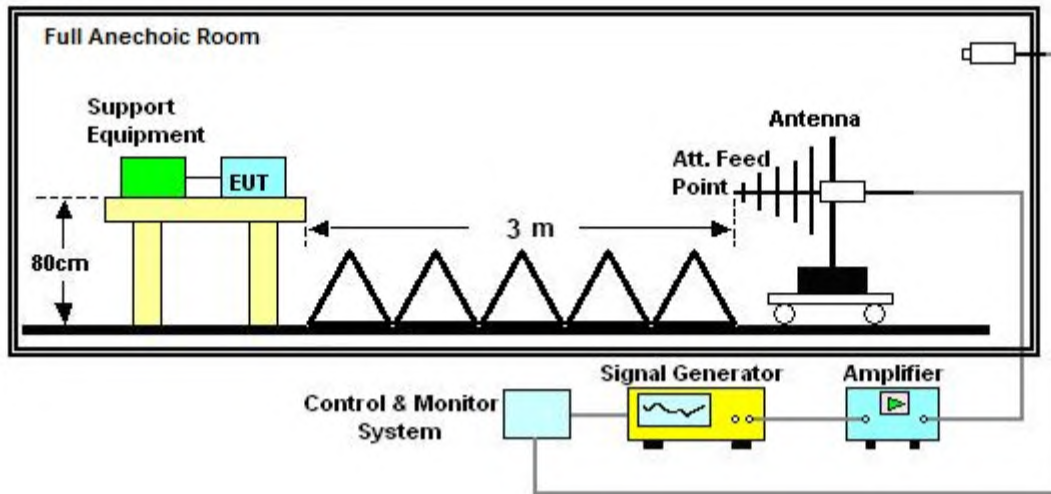 Full Anechoic Room
Support
Equipment
EUT
Antenna
Att. Feed
Point
3 m
80cm
Signal Generator
Amplifier
Control & Monitor
System